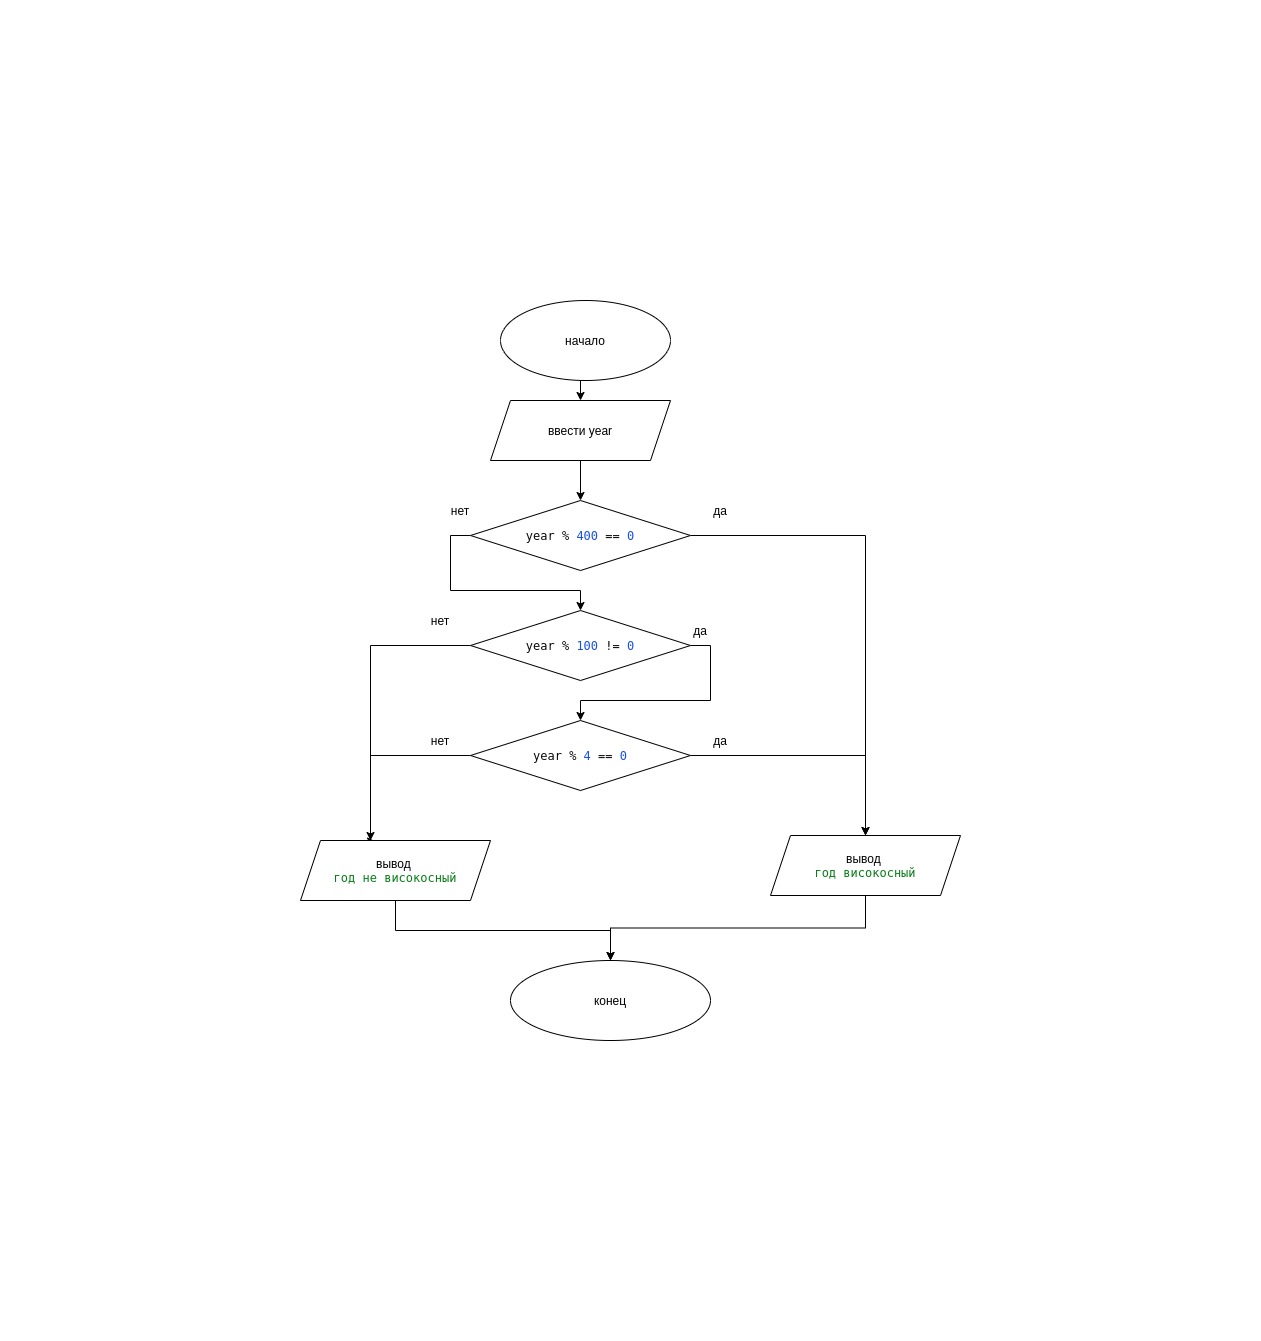 начало
ввести year
нет
да
year % 400 == 0
нет
да
year % 100 != 0
нет
да
year % 4 == 0
вывод
год не високосный
вывод
год високосный
конец